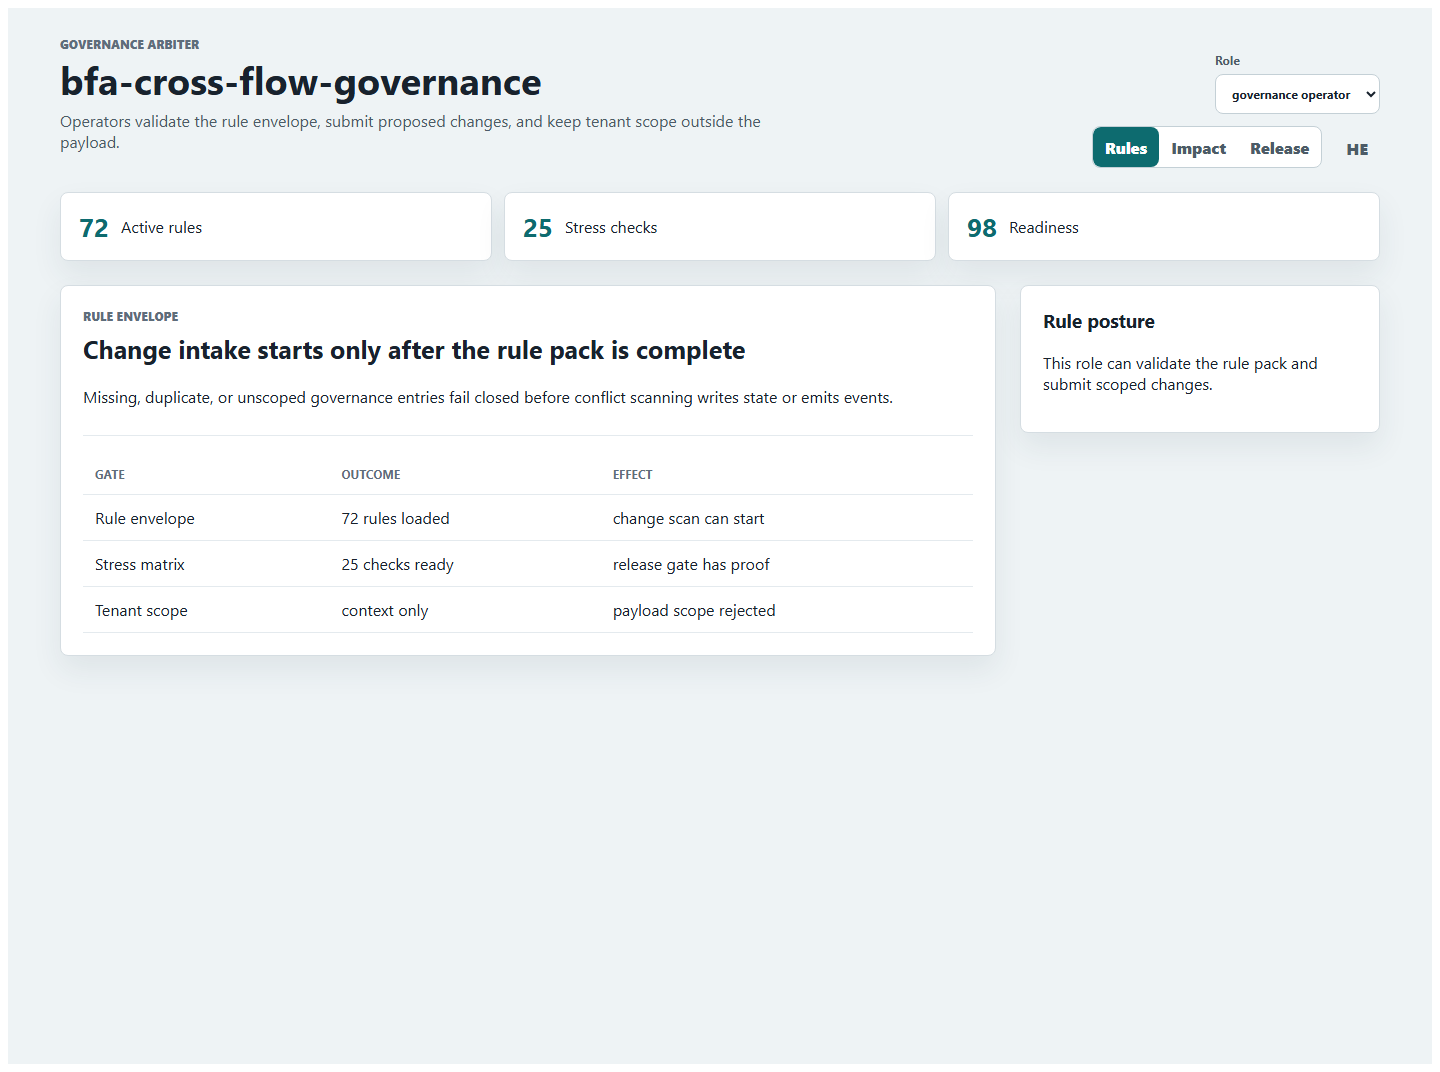 GOVERNANCE ARBITER
bfa-cross-flow-governance
Operators validate the rule envelope, submit proposed changes, and keep tenant scope outside the
payload.
Role
governance operator
Rules Impact Release HE
72 Active rules
25 Stress checks
98 Readiness
RULE ENVELOPE
Change intake starts only after the rule pack is complete
Missing, duplicate, or unscoped governance entries fail closed before conflict scanning writes state or emits events.
GATE OUTCOME EFFECT
Rule envelope 72 rules loaded change scan can start
Stress matrix 25 checks ready release gate has proof
Tenant scope context only payload scope rejected
Rule posture
This role can validate the rule pack and
submit scoped changes.